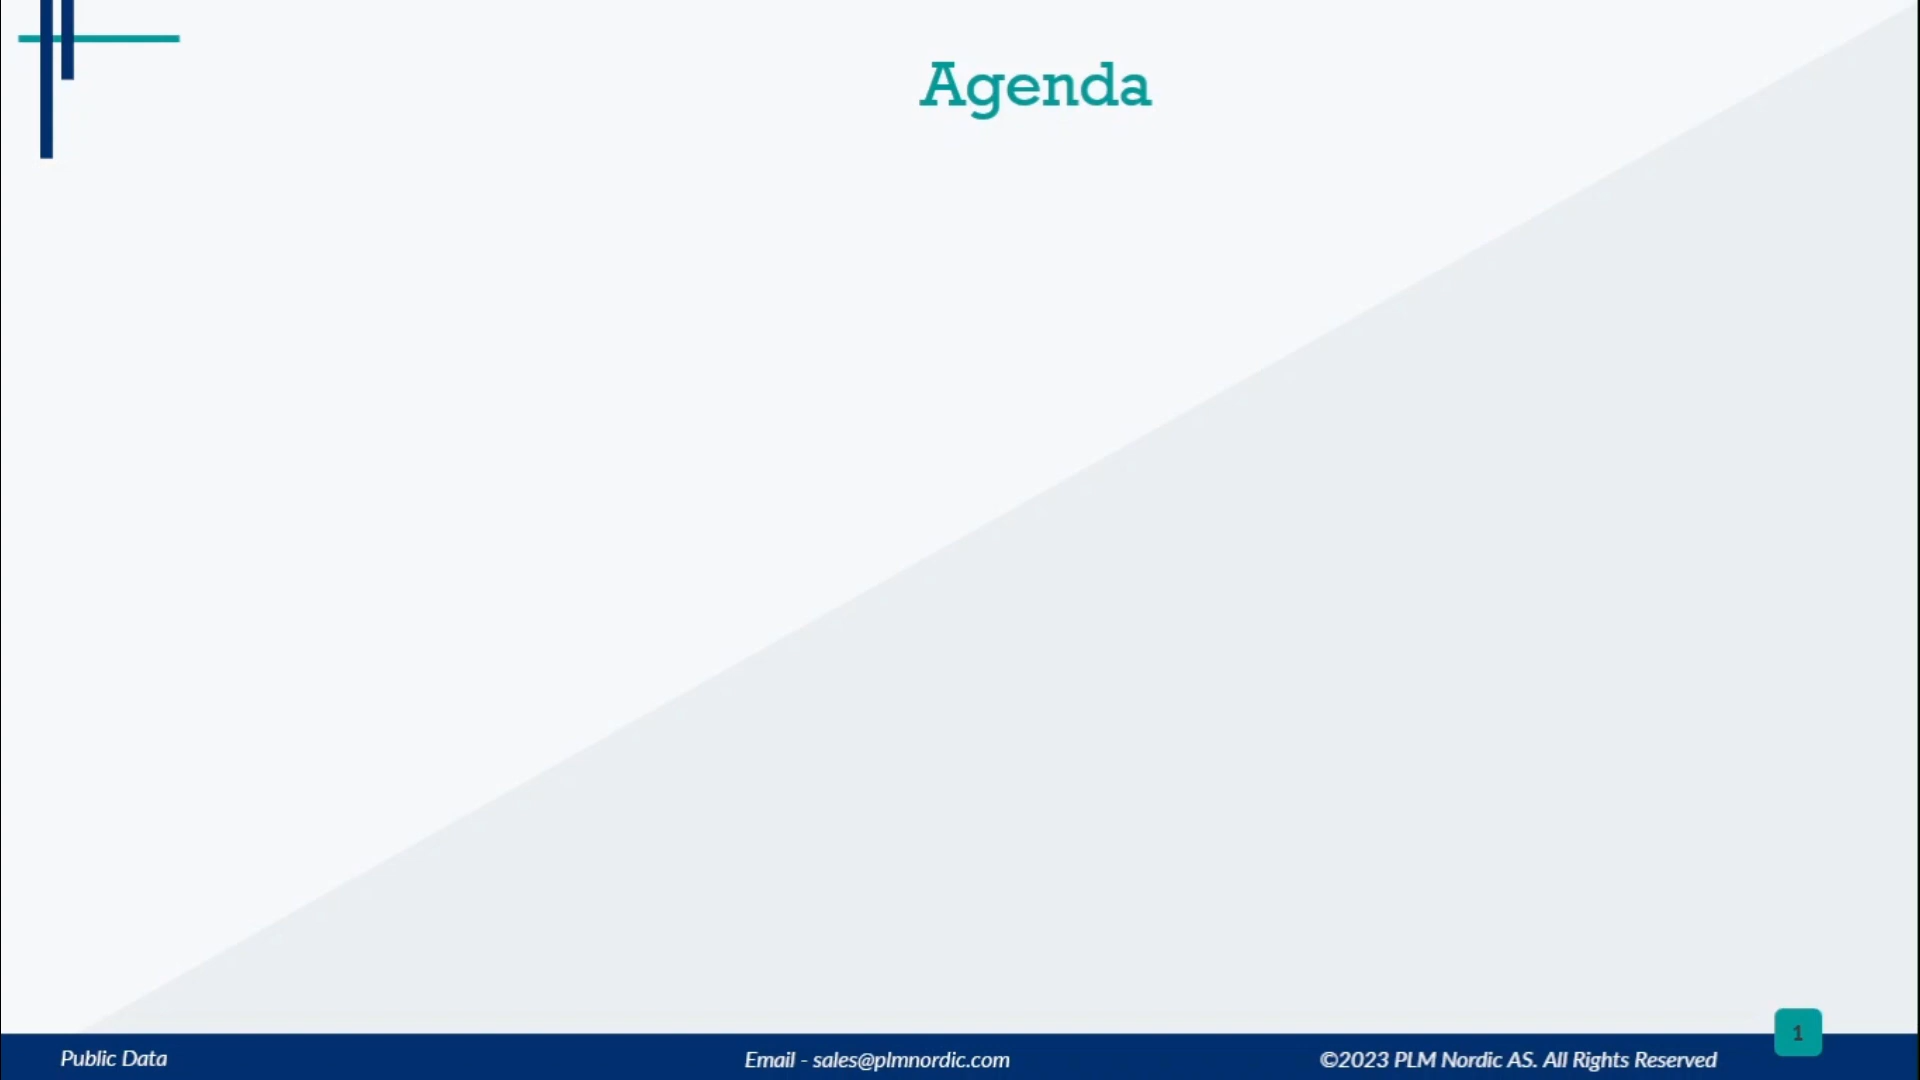 Agenda
Public Data
Email - sales@plmnordic.com
©2023 PLM Nordic AS. All Rights Reserved
1